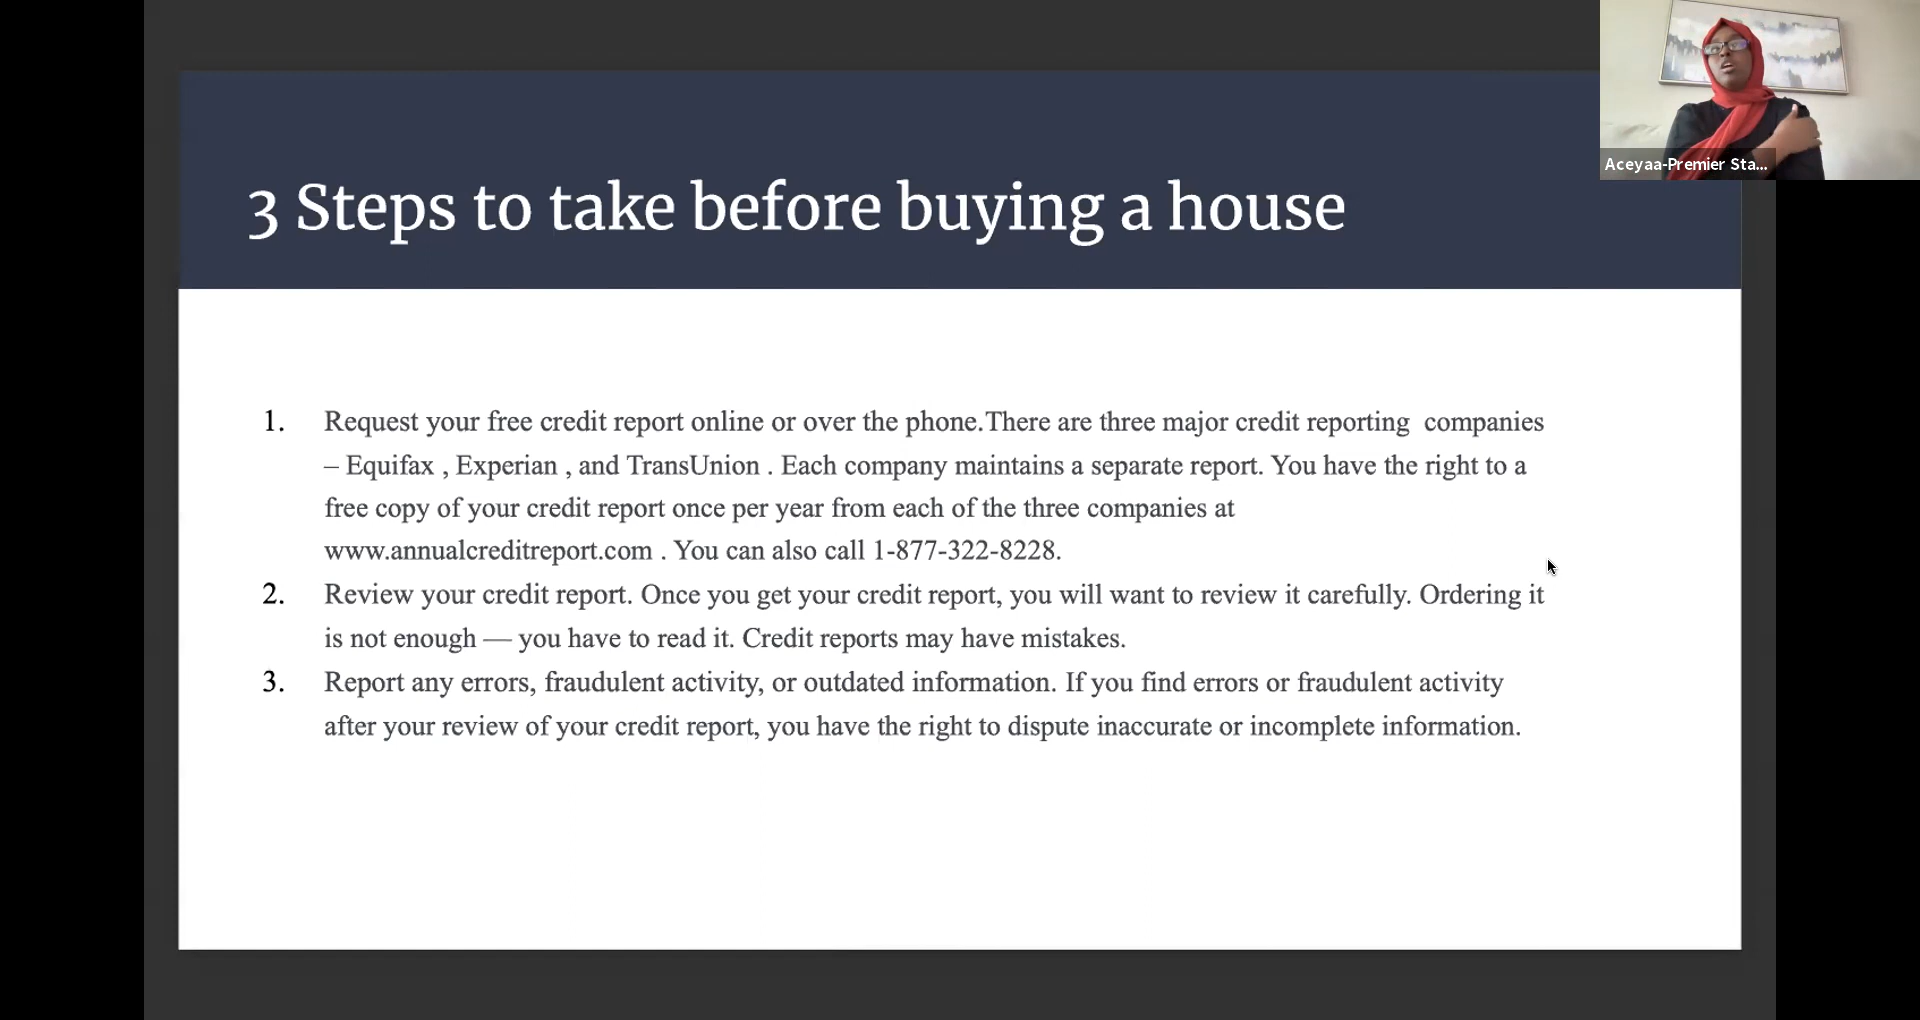 Aceyaa-Premier Sta...
3 Steps to take before buying a house
1. Request your free credit report online or over the phone.There are three major credit reporting  companies
– Equifax , Experian , and TransUnion . Each company maintains a separate report. You have the right to a
free copy of your credit report once per year from each of the three companies at
www.annualcreditreport.com . You can also call 1-877-322-8228.
2. Review your credit report. Once you get your credit report, you will want to review it carefully. Ordering it
is not enough — you have to read it. Credit reports may have mistakes.
3. Report any errors, fraudulent activity, or outdated information. If you find errors or fraudulent activity
after your review of your credit report, you have the right to dispute inaccurate or incomplete information.